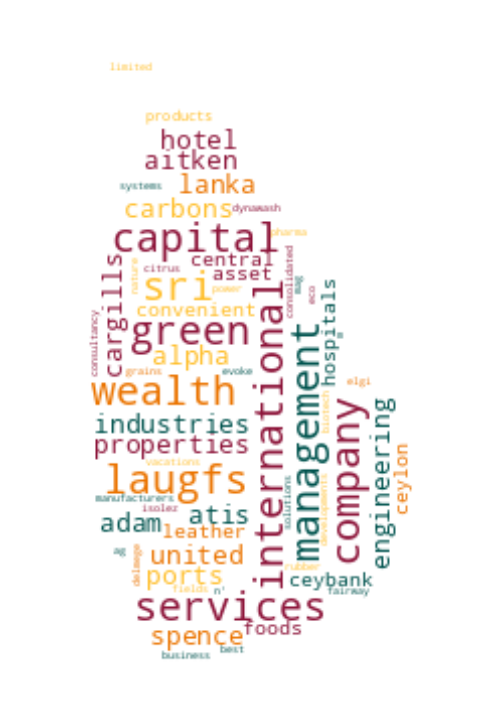 limited
products
hotel
aitken
systems
lanka
carbons
dynawash
capital
pharma
central
citrus
asset
nature
sri
power
consolidated
mag
eco
cargills
convenient
hospitals
consultancy
green
international
management
alpha
grains
evoke
elgi
wealth
biotech
company
industries
engineering
properties
ceylon
vacations
laugfs
manufacturers
solutions
developments
isolez
adam
atis
leather
ag
united
delmege
rubber
ports
ceybank
fields
n'
fairway
services
foods
spence
best
business